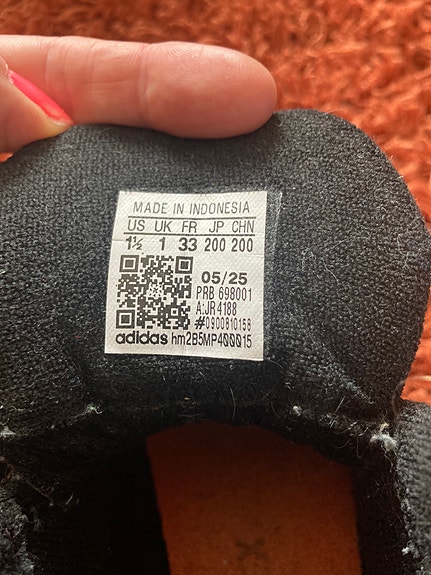 MADE IN INDONESIA
US UK FR JP CHN
1½ 1 33 200 200
05/25
PRB 698001
A:JR4188
#0900810158
adidas hm2B5MP400015